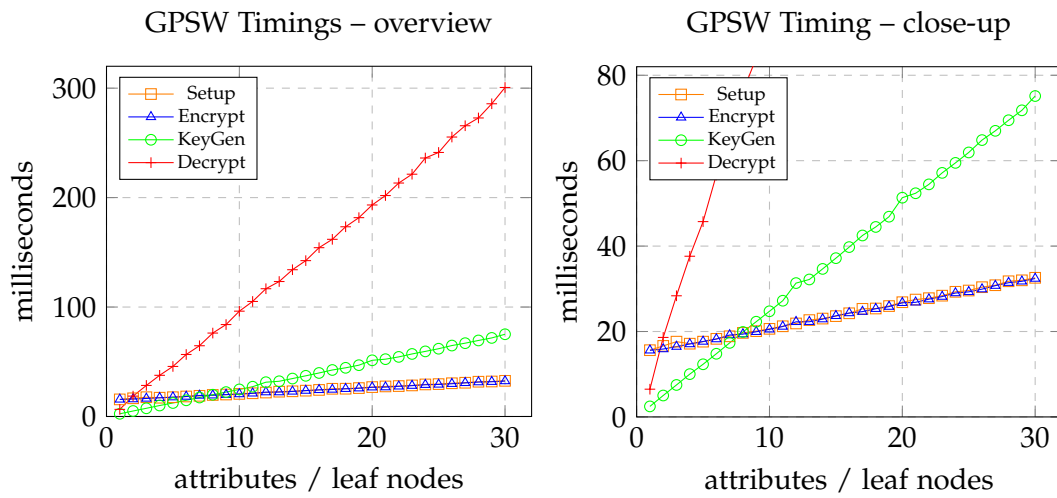 GPSW Timings – overview
300
200
100
0
0
10
20
30
milliseconds
attributes / leaf nodes
Setup
Encrypt
KeyGen
Decrypt
GPSW Timing – close-up
80
60
40
20
0
0
10
20
30
milliseconds
attributes / leaf nodes
Setup
Encrypt
KeyGen
Decrypt